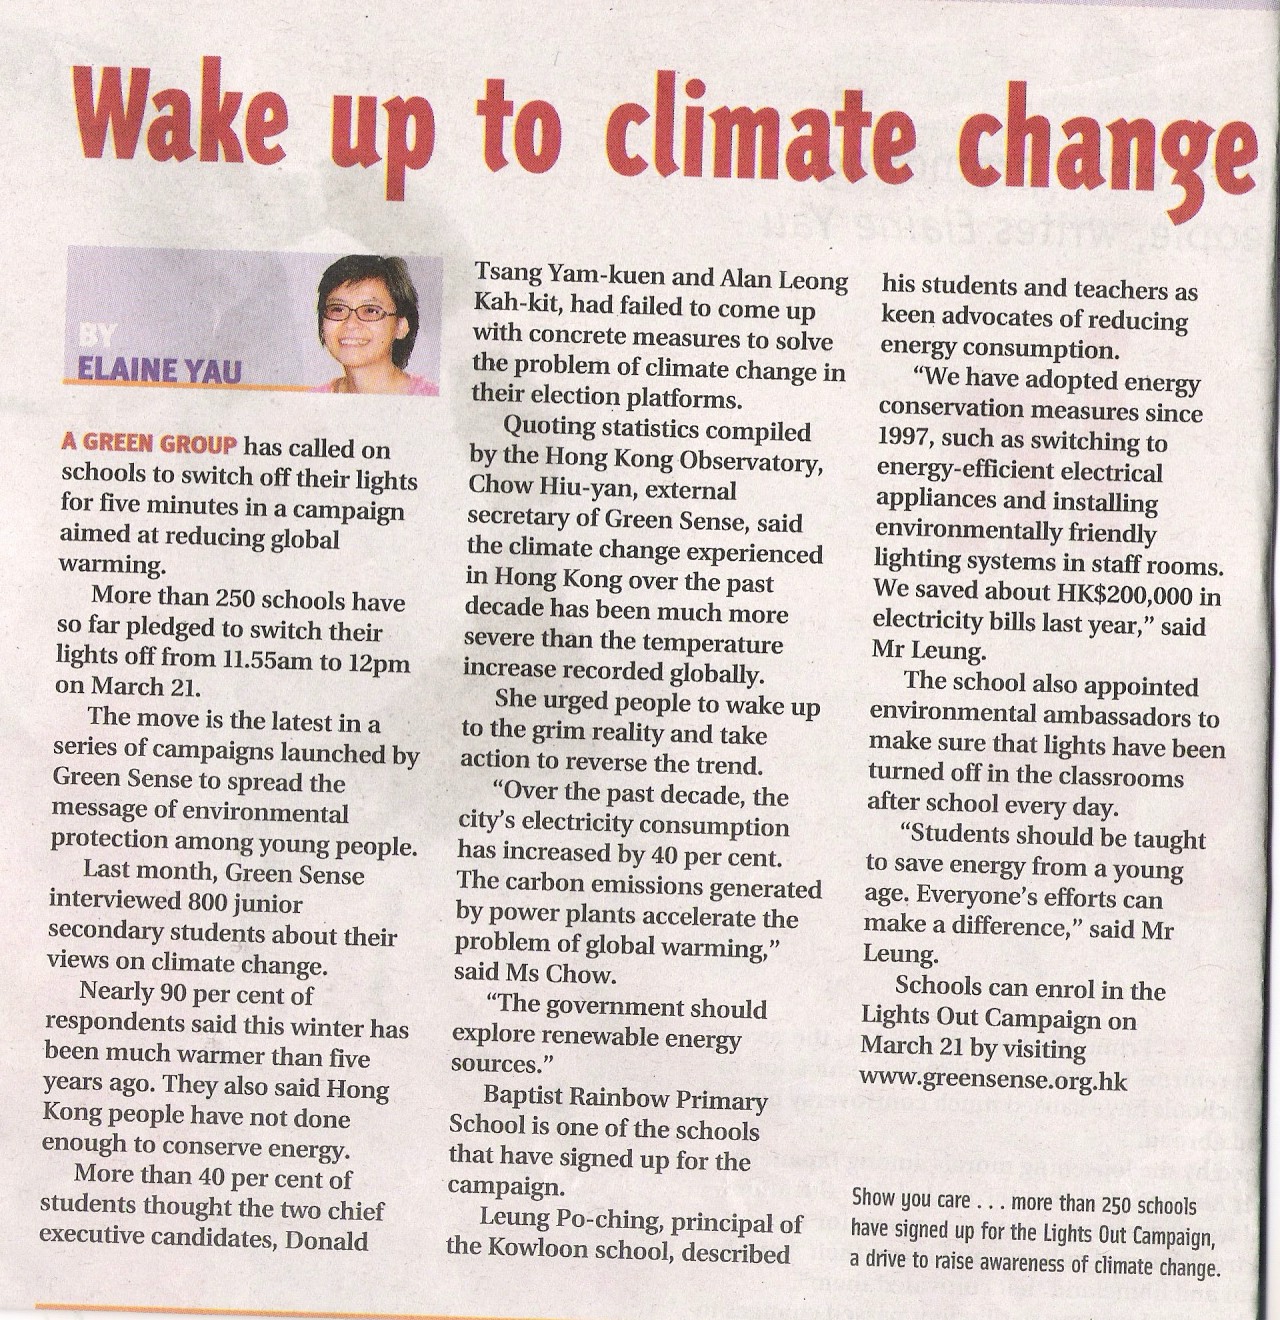 Wake up to climate change
BY
ELAINE YAU
A GREEN GROUP has called on
schools to switch off their lights
for five minutes in a campaign
aimed at reducing global
warming.
More than 250 schools have
so far pledged to switch their
lights off from 11.55am to 12pm
on March 21.
The move is the latest in a
series of campaigns launched by
Green Sense to spread the
message of environmental
protection among young people.
Last month, Green Sense
interviewed 800 junior
secondary students about their
views on climate change.
Nearly 90 per cent of
respondents said this winter has
been much warmer than five
years ago. They also said Hong
Kong people have not done
enough to conserve energy.
More than 40 per cent of
students thought the two chief
executive candidates, Donald
Tsang Yam-kuen and Alan Leong
Kah-kit, had failed to come up
with concrete measures to solve
the problem of climate change in
their election platforms.
Quoting statistics compiled
by the Hong Kong Observatory,
Chow Hiu-yan, external
secretary of Green Sense, said
the climate change experienced
in Hong Kong over the past
decade has been much more
severe than the temperature
increase recorded globally.
She urged people to wake up
to the grim reality and take
action to reverse the trend.
“Over the past decade, the
city’s electricity consumption
has increased by 40 per cent.
The carbon emissions generated
by power plants accelerate the
problem of global warming,”
said Ms Chow.
“The government should
explore renewable energy
sources.”
Baptist Rainbow Primary
School is one of the schools
that have signed up for the
campaign.
Leung Po-ching, principal of
the Kowloon school, described
his students and teachers as
keen advocates of reducing
energy consumption.
“We have adopted energy
conservation measures since
1997, such as switching to
energy-efficient electrical
appliances and installing
environmentally friendly
lighting systems in staff rooms.
We saved about HK$200,000 in
electricity bills last year,” said
Mr Leung.
The school also appointed
environmental ambassadors to
make sure that lights have been
turned off in the classrooms
after school every day.
“Students should be taught
to save energy from a young
age. Everyone’s efforts can
make a difference,” said Mr
Leung.
Schools can enrol in the
Lights Out Campaign on
March 21 by visiting
www.greensense.org.hk
Show you care . . . more than 250 schools
have signed up for the Lights Out Campaign,
a drive to raise awareness of climate change.